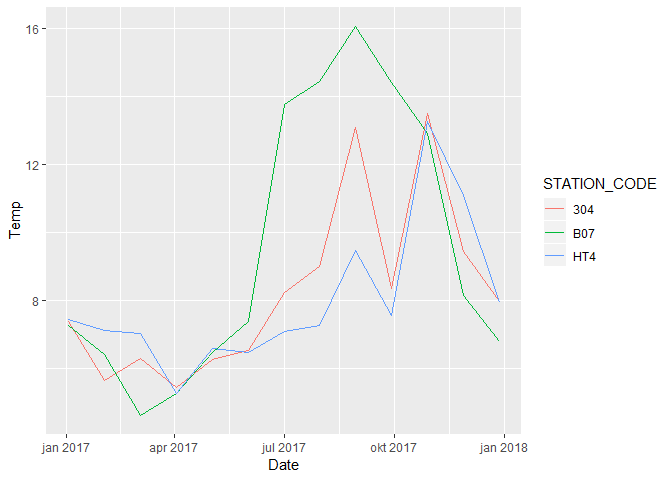 16
12
8
Temp
jan 2017
apr 2017
jul 2017
okt 2017
jan 2018
Date
STATION_CODE
304
B07
HT4